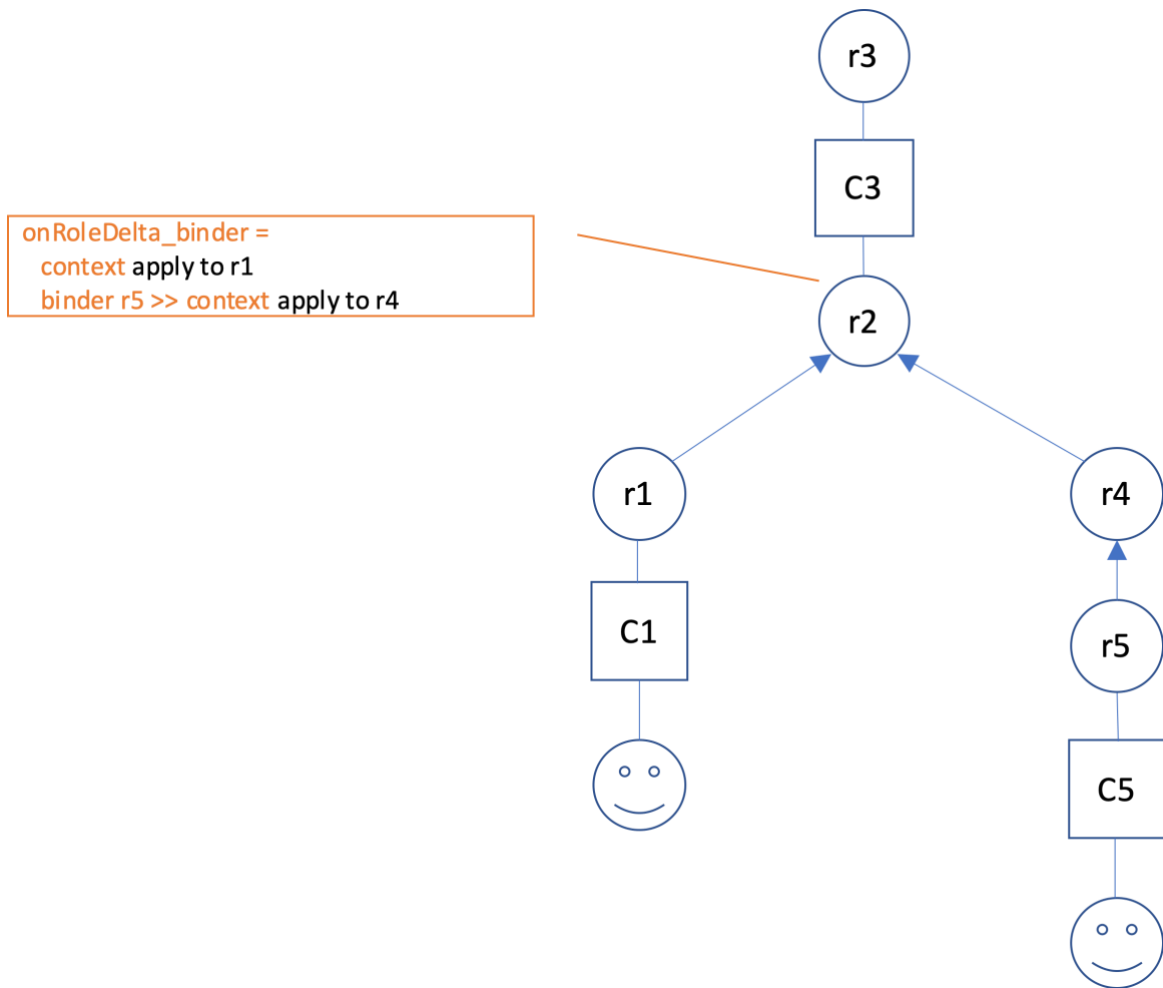 r3
C3
onRoleDelta_binder =
context apply to r1
binder r5 >> context apply to r4
r2
r1
r4
C1
r5
C5